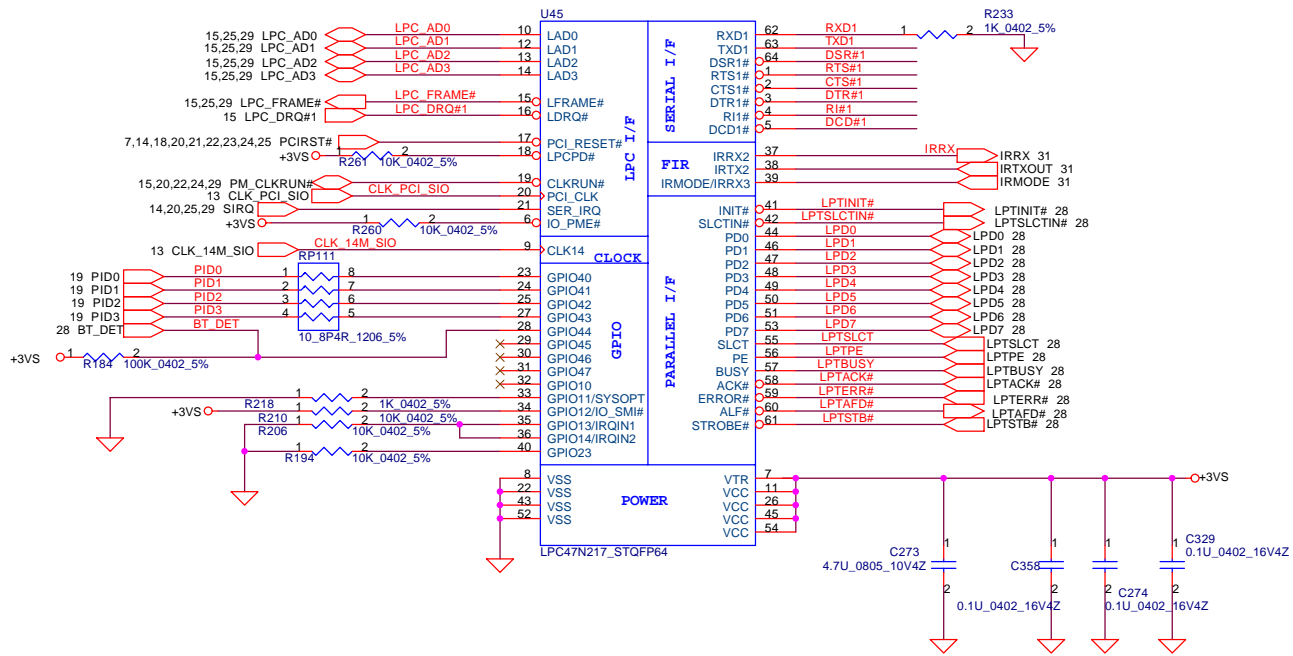 U45
LPC I/F
SERIAL I/F
FIR
CLOCK
GPIO
PARALLEL I/F
POWER
LPC47N217_STQFP64
15,25,29 LPC_AD0 LPC_AD0 10 LAD0
15,25,29 LPC_AD1 LPC_AD1 12 LAD1
15,25,29 LPC_AD2 LPC_AD2 13 LAD2
15,25,29 LPC_AD3 LPC_AD3 14 LAD3
15,25,29 LPC_FRAME# LPC_FRAME# 15 LFRAME#
15 LPC_DRQ#1 LPC_DRQ#1 16 LDRQ#
7,14,18,20,21,22,23,24,25 PCIRST# 17 PCI_RESET#
+3VS 1 2 18 LPCPD#
R261 10K_0402_5%
15,20,22,24,29 PM_CLKRUN# 19 CLKRUN#
13 CLK_PCI_SIO CLK_PCI_SIO 20 PCI_CLK
14,20,25,29 SIRQ 21 SER_IRQ
+3VS 1 2 6 IO_PME#
R260 10K_0402_5%
13 CLK_14M_SIO CLK_14M_SIO 9 CLK14
RP111
19 PID0 PID0 1 8 23 GPIO40
19 PID1 PID1 2 7 24 GPIO41
19 PID2 PID2 3 6 25 GPIO42
19 PID3 PID3 4 5 27 GPIO43
28 BT_DET BT_DET 28 GPIO44
10_8P4R_1206_5%
29 GPIO45
30 GPIO46
31 GPIO47
32 GPIO10
+3VS 1 2
R184 100K_0402_5%
1 2 33 GPIO11/SYSOPT
R218 1K_0402_5%
+3VS 1 2 34 GPIO12/IO_SMI#
R210 10K_0402_5%
1 2 35 GPIO13/IRQIN1
R206 10K_0402_5%
36 GPIO14/IRQIN2
1 2 40 GPIO23
R194 10K_0402_5%
8 VSS
22 VSS
43 VSS
52 VSS
RXD1 62 RXD1 1 2 R233
1K_0402_5%
TXD1 63 TXD1
DSR1# 64 DSR#1
RTS1# 1 RTS#1
CTS1# 2 CTS#1
DTR1# 3 DTR#1
RI1# 4 RI#1
DCD1# 5 DCD#1
IRRX2 37 IRRX IRRX 31
IRTX2 38 IRTXOUT 31
IRMODE/IRRX3 39 IRMODE 31
INIT# 41 LPTINIT# LPTINIT# 28
SLCTIN# 42 LPTSLCTIN# LPTSLCTIN# 28
PD0 44 LPD0 LPD0 28
PD1 46 LPD1 LPD1 28
PD2 47 LPD2 LPD2 28
PD3 48 LPD3 LPD3 28
PD4 49 LPD4 LPD4 28
PD5 50 LPD5 LPD5 28
PD6 51 LPD6 LPD6 28
PD7 53 LPD7 LPD7 28
SLCT 55 LPTSLCT LPTSLCT 28
PE 56 LPTPE LPTPE 28
BUSY 57 LPTBUSY LPTBUSY 28
ACK# 58 LPTACK# LPTACK# 28
ERROR# 59 LPTERR# LPTERR# 28
ALF# 60 LPTAFD# LPTAFD# 28
STROBE# 61 LPTSTB# LPTSTB# 28
VTR 7 +3VS
VCC 11
VCC 26
VCC 45
VCC 54
C273 1 2
4.7U_0805_10V4Z
C358 1 2
0.1U_0402_16V4Z
C274 1 2
0.1U_0402_16V4Z
C329 1 2
0.1U_0402_16V4Z